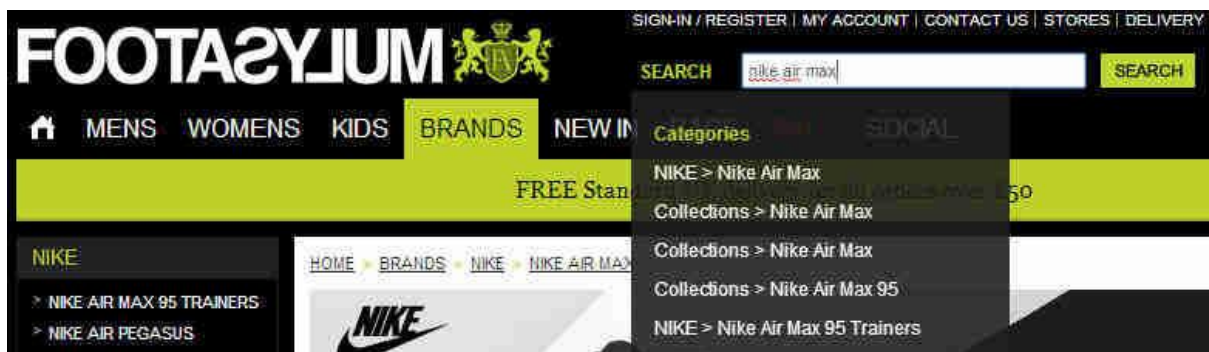 SIGN-IN / REGISTER | MY ACCOUNT | CONTACT US | STORES | DELIVERY
FOOTASYLUM
SEARCH nike air max SEARCH
MENS WOMENS KIDS BRANDS NEW IN SOCIAL
Categories
NIKE > Nike Air Max
FREE Stan 50
Collections > Nike Air Max
Collections > Nike Air Max
Collections > Nike Air Max 95
NIKE > Nike Air Max 95 Trainers
NIKE
HOME BRANDS NIKE NIKE AIR MAX
> NIKE AIR MAX 95 TRAINERS
> NIKE AIR PEGASUS
NIKE